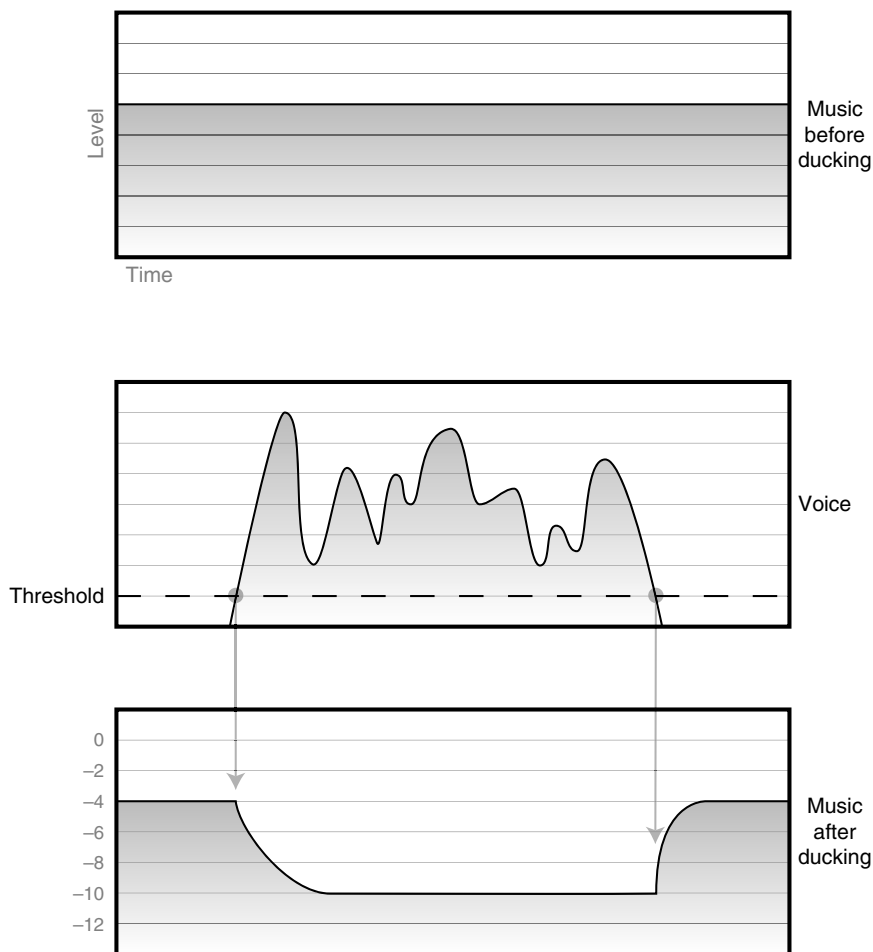 Level
Music
before
ducking
Time
Voice
Threshold
0
–2
–4
–6
–8
–10
–12
Music
after
ducking